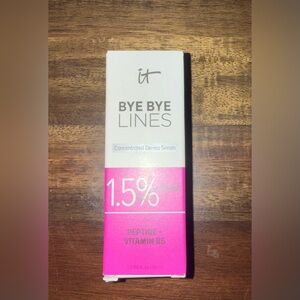 it
BYE BYE
LINES
Concentrated Derma Serum
1.5%
PEPTIDE +
VITAMIN B5